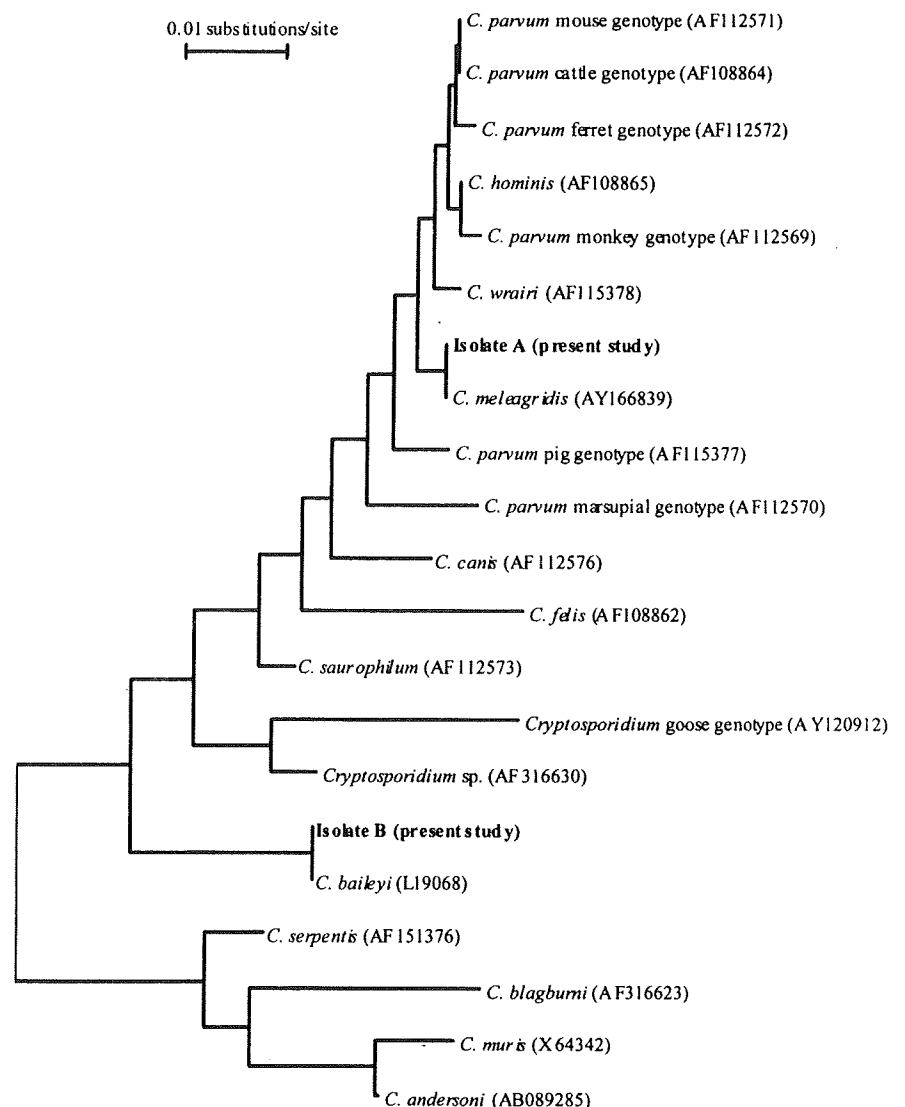 0.01 substitutions/site
C. parvum mouse genotype (AF112571)
C. parvum cattle genotype (AF108864)
C. parvum ferret genotype (AF112572)
C. hominis (AF108865)
C. parvum monkey genotype (AF112569)
C. wrairi (AF115378)
Isolate A (present study)
C. meleagridis (AY166839)
C. parvum pig genotype (AF115377)
C. parvum marsupial genotype (AF112570)
C. canis (AF112576)
C. felis (AF108862)
C. saurophilum (AF112573)
Cryptosporidium goose genotype (AY120912)
Cryptosporidium sp. (AF316630)
Isolate B (present study)
C. baileyi (L19068)
C. serpentis (AF151376)
C. blagburni (AF316623)
C. muris (X64342)
C. andersoni (AB089285)